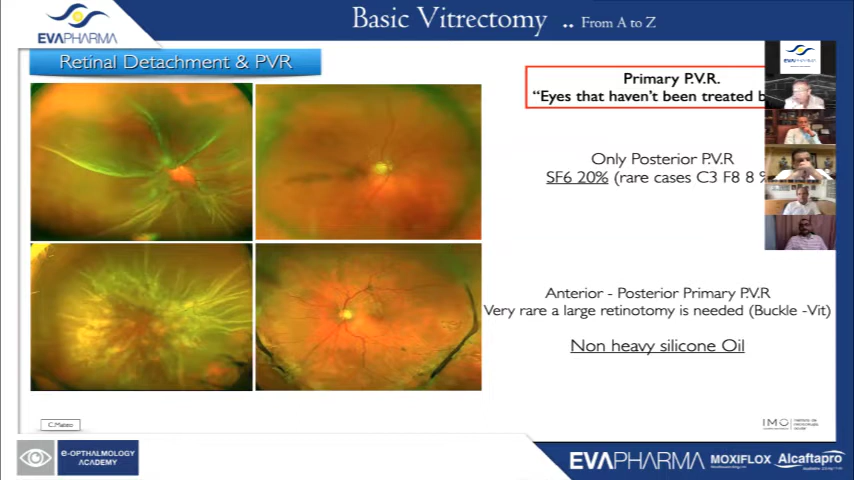 Basic Vitrectomy .. From A to Z
EVAPHARMA
Retinal Detachment & PVR
Primary P.V.R.
"Eyes that haven't been treated b
Only Posterior P.V.R
SF6 20% (rare cases C3 F8 8 %
Anterior - Posterior Primary P.V.R
Very rare a large retinotomy is needed (Buckle -Vit)
Non heavy silicone Oil
C.Mateo
IMO
e-OPTHALMOLOGY
ACADEMY
EVAPHARMA MOXIFLOX Alcaftapro